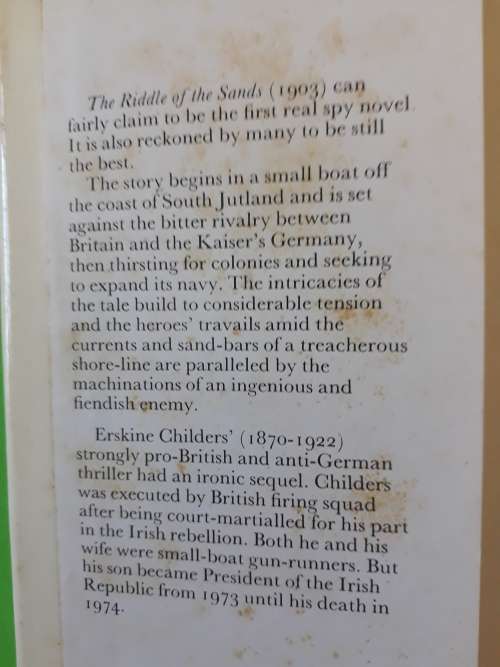 The Riddle of the Sands (1903) can
fairly claim to be the first real spy novel.
It is also reckoned by many to be still
the best.
The story begins in a small boat off
the coast of South Jutland and is set
against the bitter rivalry between
Britain and the Kaiser's Germany,
then thirsting for colonies and seeking
to expand its navy. The intricacies of
the tale build to considerable tension
and the heroes' travails amid the
currents and sand-bars of a treacherous
shore-line are paralleled by the
machinations of an ingenious and
fiendish enemy.
Erskine Childers' (1870-1922)
strongly pro-British and anti-German
thriller had an ironic sequel. Childers
was executed by British firing squad
after being court-martialled for his part
in the Irish rebellion. Both he and his
wife were small-boat gun-runners. But
his son became President of the Irish
Republic from 1973 until his death in
1974.